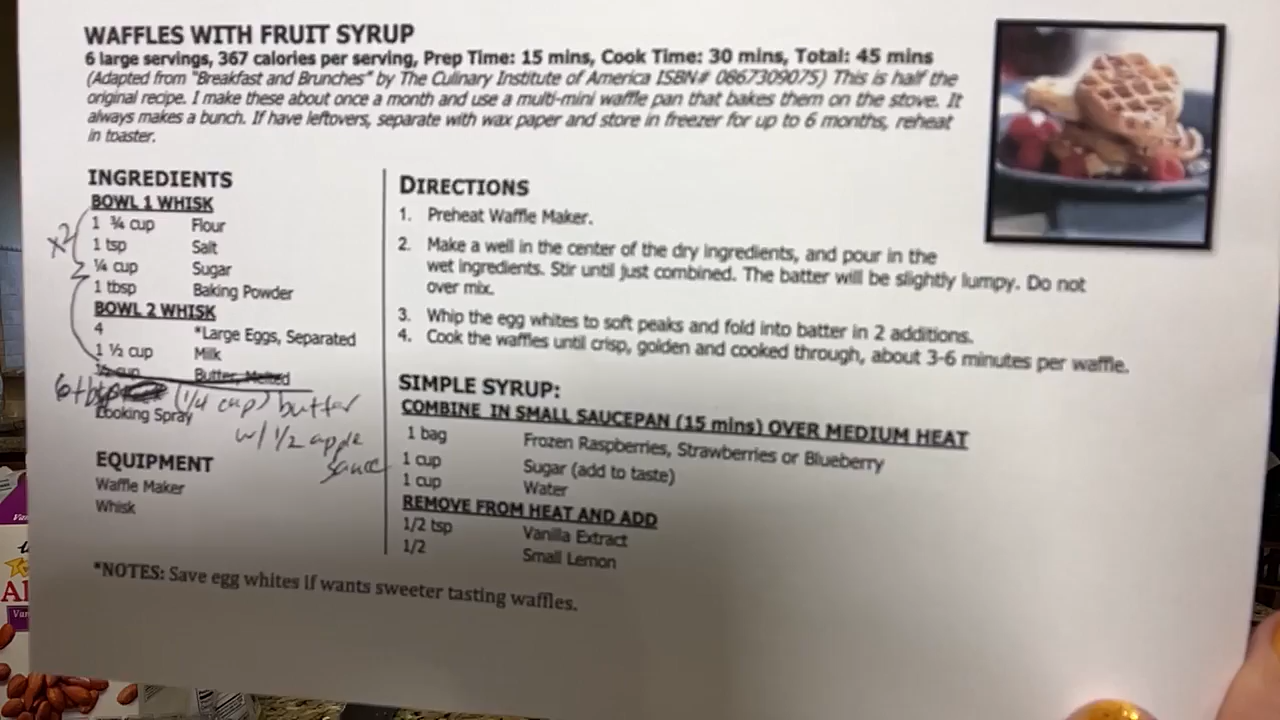 WAFFLES WITH FRUIT SYRUP
6 large servings, 367 calories per serving, Prep Time: 15 mins, Cook Time: 30 mins, Total: 45 mins
(Adapted from "Breakfast and Brunches" by The Culinary Institute of America ISBN# 0867309075) This is half the
original recipe. I make these about once a month and use a multi-mini waffle pan that bakes them on the stove. It
always makes a bunch. If have leftovers, separate with wax paper and store in freezer for up to 6 months, reheat
in toaster.
INGREDIENTS
BOWL 1 WHISK
x2
1 ¾ cup Flour
1 tsp Salt
¼ cup Sugar
1 tbsp Baking Powder
BOWL 2 WHISK
4 *Large Eggs, Separated
1 ½ cup Milk
½ cup Butter, Melted
6 tbsp (1/4 cup) butter
w/ 1/2 apple
sauce
Cooking Spray
EQUIPMENT
Waffle Maker
Whisk
DIRECTIONS
1. Preheat Waffle Maker.
2. Make a well in the center of the dry ingredients, and pour in the
wet ingredients. Stir until just combined. The batter will be slightly lumpy. Do not
over mix.
3. Whip the egg whites to soft peaks and fold into batter in 2 additions.
4. Cook the waffles until crisp, golden and cooked through, about 3-6 minutes per waffle.
SIMPLE SYRUP:
COMBINE IN SMALL SAUCEPAN (15 mins) OVER MEDIUM HEAT
1 bag Frozen Raspberries, Strawberries or Blueberry
1 cup Sugar (add to taste)
1 cup Water
REMOVE FROM HEAT AND ADD
1/2 tsp Vanilla Extract
1/2 Small Lemon
*NOTES: Save egg whites if wants sweeter tasting waffles.